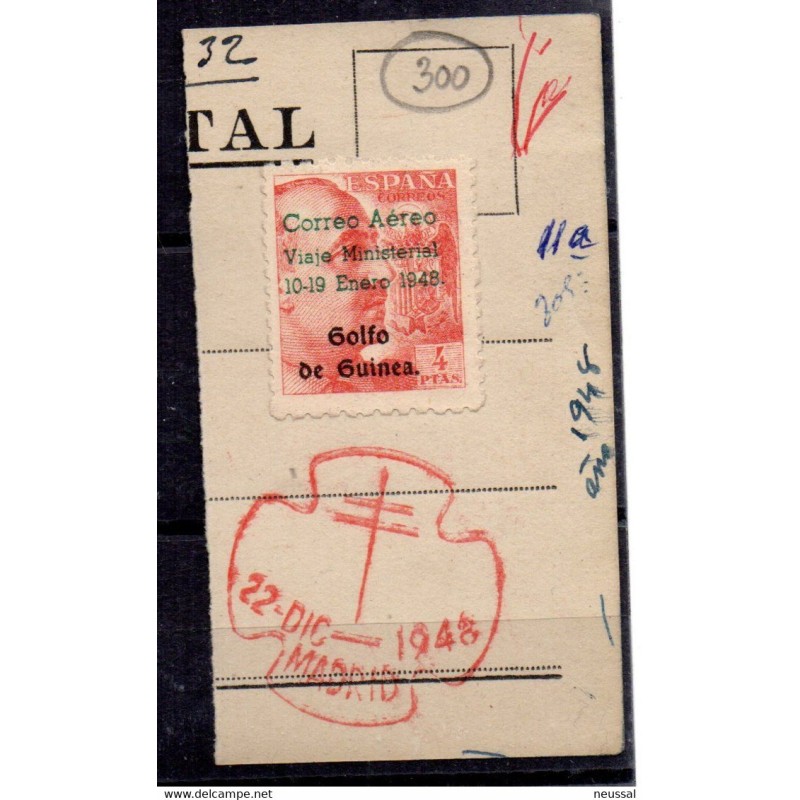 32
300
TAL
ESPAÑA
CORREOS
Correo Aéreo
Viaje Ministerial
10-19 Enero 1948.
Golfo
de Guinea.
4
PTAS.
11a
año 1948
22-DIC-1948
MADRID
delcampe.net
neussal